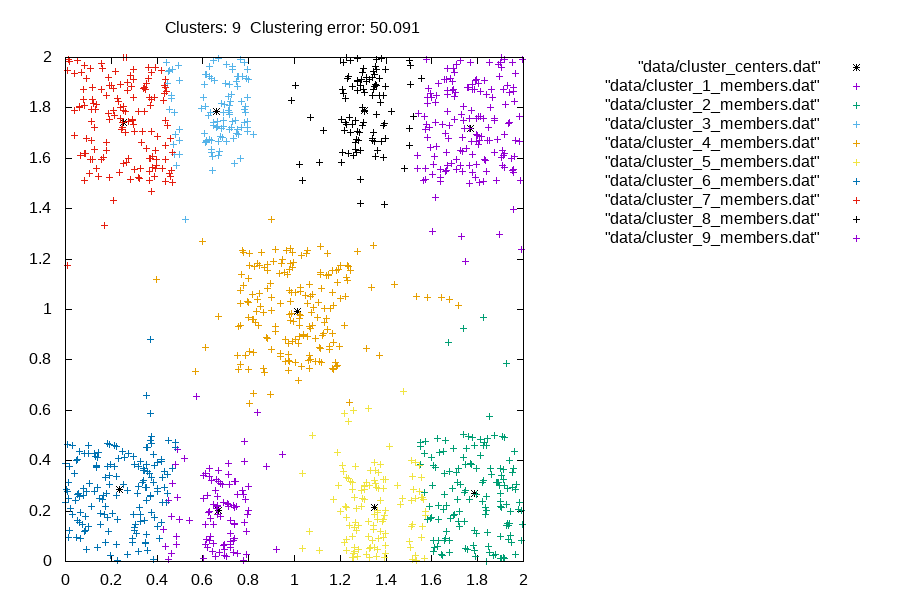 Clusters: 9  Clustering error: 50.091
"data/cluster_centers.dat"
"data/cluster_1_members.dat"
"data/cluster_2_members.dat"
"data/cluster_3_members.dat"
"data/cluster_4_members.dat"
"data/cluster_5_members.dat"
"data/cluster_6_members.dat"
"data/cluster_7_members.dat"
"data/cluster_8_members.dat"
"data/cluster_9_members.dat"
2
1.8
1.6
1.4
1.2
1
0.8
0.6
0.4
0.2
0
0 0.2 0.4 0.6 0.8 1 1.2 1.4 1.6 1.8 2